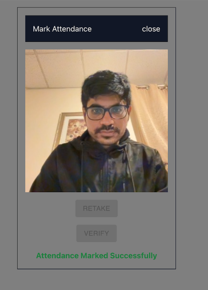 Mark Attendance close
RETAKE
VERIFY
Attendance Marked Successfully